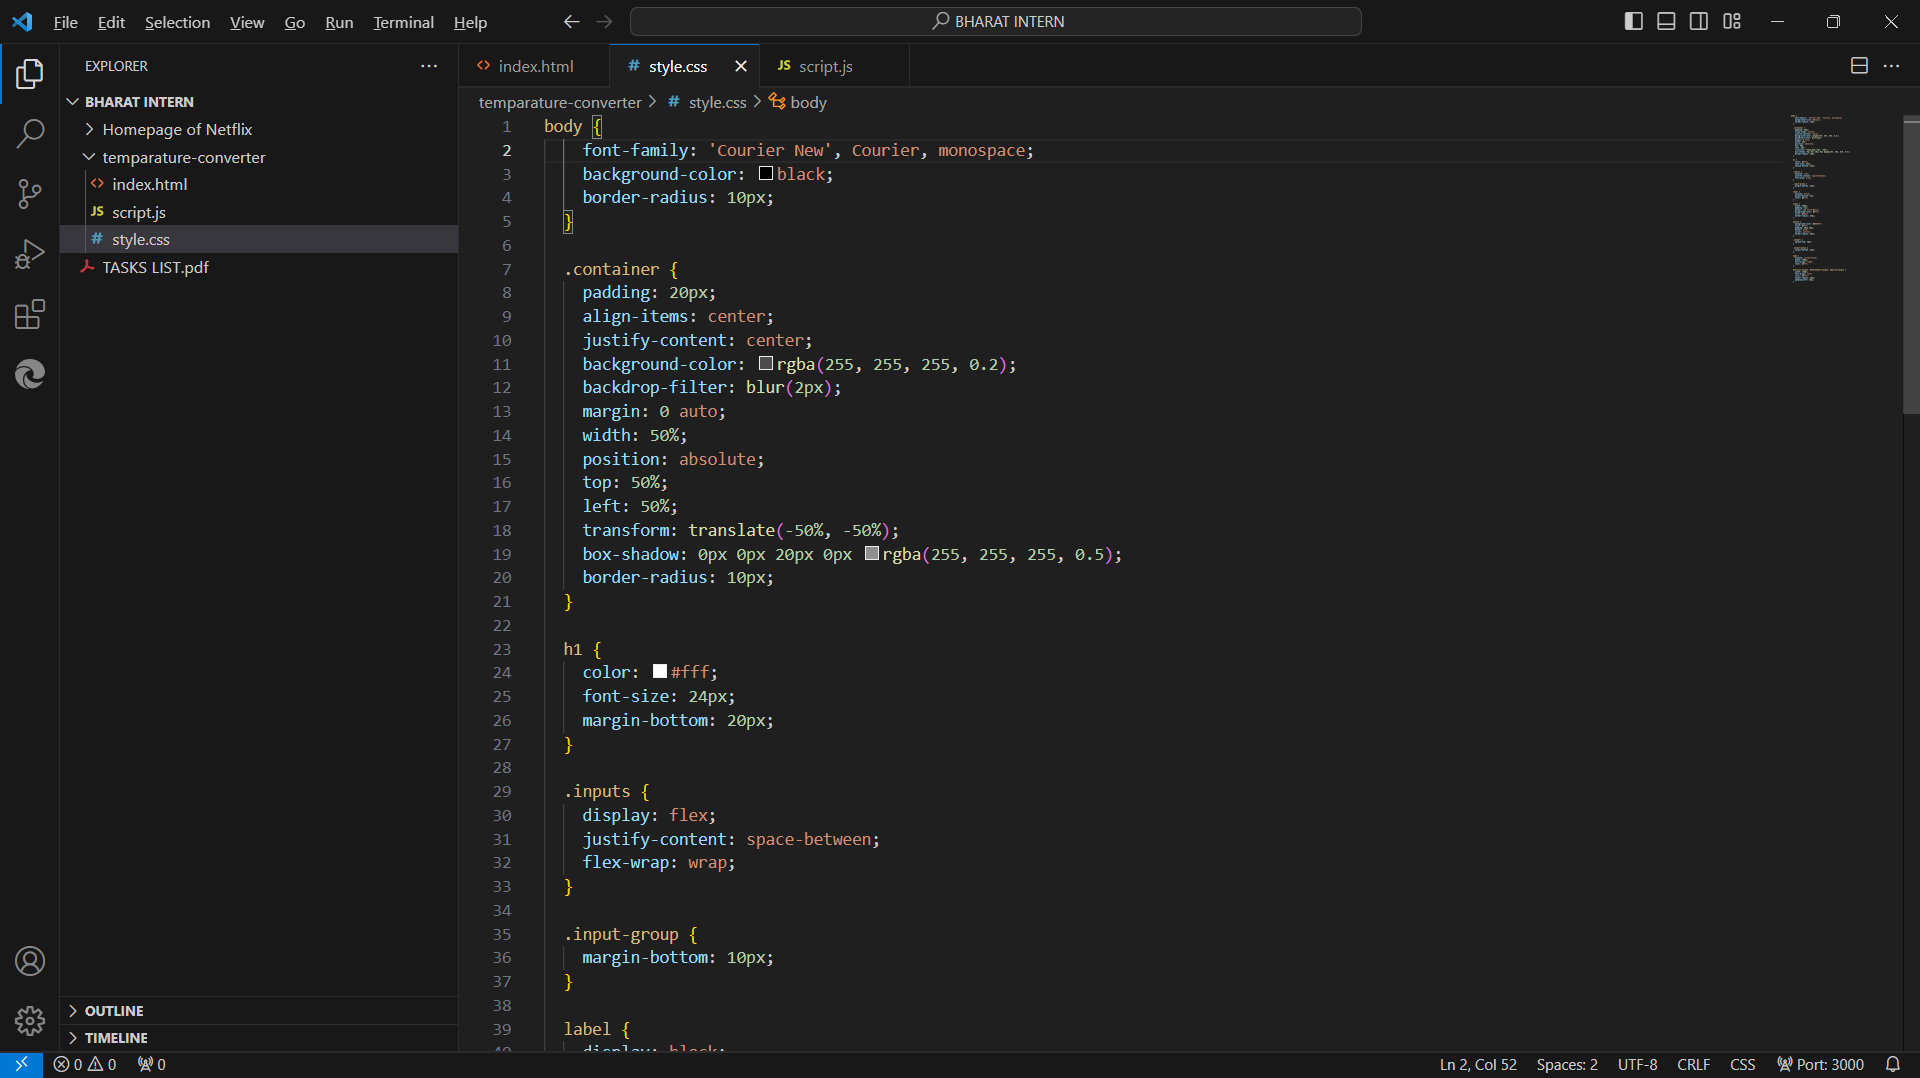 File Edit Selection View Go Run Terminal Help
BHARAT INTERN
EXPLORER
BHARAT INTERN
Homepage of Netflix
temparature-converter
index.html
JS script.js
# style.css
TASKS LIST.pdf
OUTLINE
TIMELINE
index.html # style.css JS script.js
temparature-converter > # style.css > body
1 body {
2 font-family: 'Courier New', Courier, monospace;
3 background-color: black;
4 border-radius: 10px;
5 }
6
7 .container {
8 padding: 20px;
9 align-items: center;
10 justify-content: center;
11 background-color: rgba(255, 255, 255, 0.2);
12 backdrop-filter: blur(2px);
13 margin: 0 auto;
14 width: 50%;
15 position: absolute;
16 top: 50%;
17 left: 50%;
18 transform: translate(-50%, -50%);
19 box-shadow: 0px 0px 20px 0px rgba(255, 255, 255, 0.5);
20 border-radius: 10px;
21 }
22
23 h1 {
24 color: #fff;
25 font-size: 24px;
26 margin-bottom: 20px;
27 }
28
29 .inputs {
30 display: flex;
31 justify-content: space-between;
32 flex-wrap: wrap;
33 }
34
35 .input-group {
36 margin-bottom: 10px;
37 }
38
39 label {
40 display: block;
0 0 0
Ln 2, Col 52 Spaces: 2 UTF-8 CRLF CSS Port: 3000